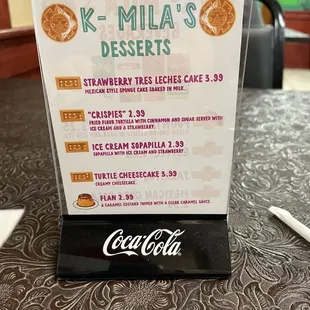 K-MILA'S
DESSERTS
STRAWBERRY TRES LECHES CAKE 3.99
MEXICAN STYLE SPONGE CAKE SOAKED IN MILK.
"CRISPIES" 2.99
FRIED FLOUR TORTILLA WITH CINNAMON AND SUGAR SERVED WITH
ICE CREAM AND A STRAWBERRY.
ICE CREAM SOPAPILLA 2.99
SOPAPILLA WITH ICE CREAM AND STRAWBERRY.
TURTLE CHEESECAKE 3.99
CREAMY CHEESECAKE.
FLAN 2.99
A CARAMEL CUSTARD TOPPED WITH A CLEAR CARAMEL SAUCE.
Coca-Cola